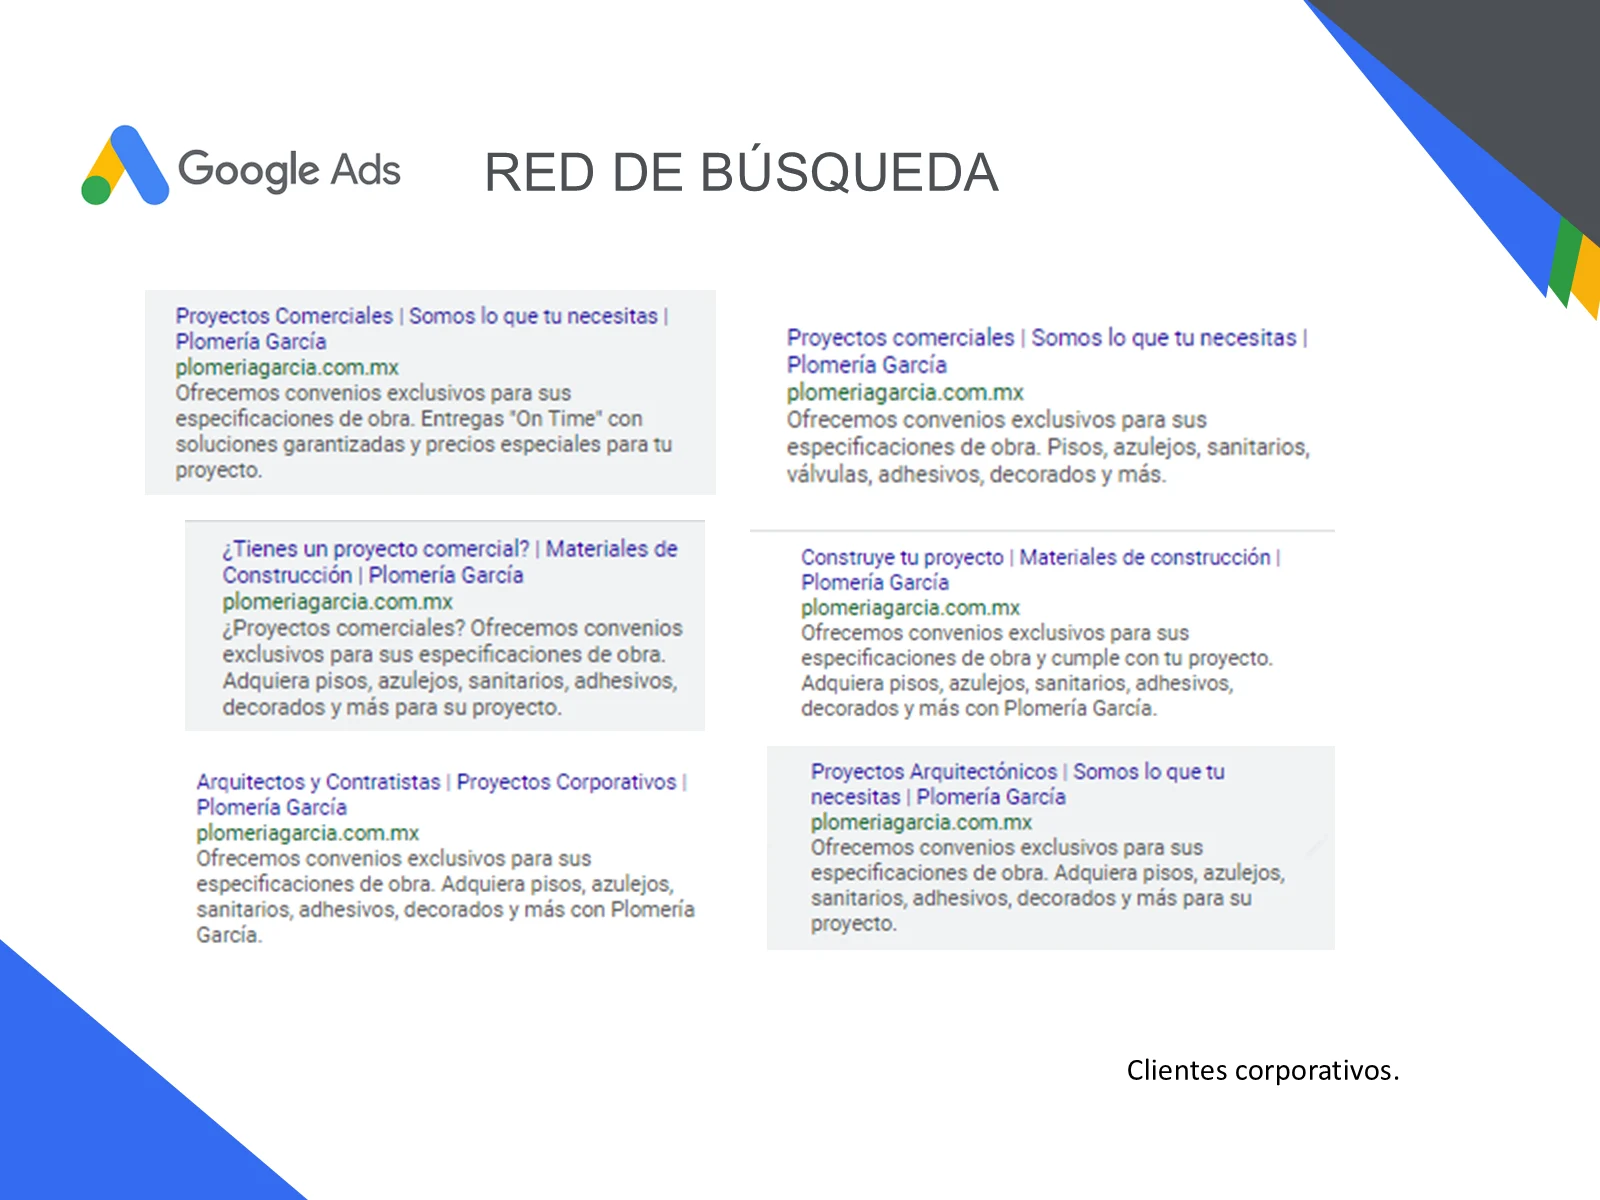 Google Ads
RED DE BÚSQUEDA
Proyectos Comerciales | Somos lo que tu necesitas |
Plomería García
plomeriagarcia.com.mx
Ofrecemos convenios exclusivos para sus
especificaciones de obra. Entregas "On Time" con
soluciones garantizadas y precios especiales para tu
proyecto.
Proyectos comerciales | Somos lo que tu necesitas |
Plomería García
plomeriagarcia.com.mx
Ofrecemos convenios exclusivos para sus
especificaciones de obra. Pisos, azulejos, sanitarios,
válvulas, adhesivos, decorados y más.
¿Tienes un proyecto comercial? | Materiales de
Construcción | Plomería García
plomeriagarcia.com.mx
¿Proyectos comerciales? Ofrecemos convenios
exclusivos para sus especificaciones de obra.
Adquiera pisos, azulejos, sanitarios, adhesivos,
decorados y más para su proyecto.
Construye tu proyecto | Materiales de construcción |
Plomería García
plomeriagarcia.com.mx
Ofrecemos convenios exclusivos para sus
especificaciones de obra y cumple con tu proyecto.
Adquiera pisos, azulejos, sanitarios, adhesivos,
decorados y más con Plomería García.
Arquitectos y Contratistas | Proyectos Corporativos |
Plomería García
plomeriagarcia.com.mx
Ofrecemos convenios exclusivos para sus
especificaciones de obra. Adquiera pisos, azulejos,
sanitarios, adhesivos, decorados y más con Plomería
García.
Proyectos Arquitectónicos | Somos lo que tu
necesitas | Plomería García
plomeriagarcia.com.mx
Ofrecemos convenios exclusivos para sus
especificaciones de obra. Adquiera pisos, azulejos,
sanitarios, adhesivos, decorados y más para su
proyecto.
Clientes corporativos.